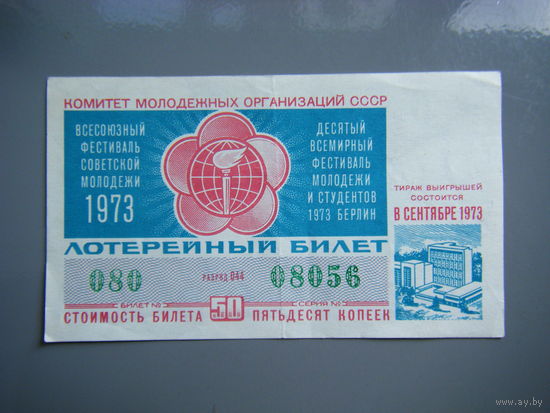 КОМИТЕТ МОЛОДЕЖНЫХ ОРГАНИЗАЦИЙ СССР
ВСЕСОЮЗНЫЙ
ФЕСТИВАЛЬ
СОВЕТСКОЙ
МОЛОДЕЖИ
1973
ДЕСЯТЫЙ
ВСЕМИРНЫЙ
ФЕСТИВАЛЬ
МОЛОДЕЖИ
И СТУДЕНТОВ
1973 БЕРЛИН
ТИРАЖ ВЫИГРЫШЕЙ
СОСТОИТСЯ
В СЕНТЯБРЕ 1973
ЛОТЕРЕЙНЫЙ БИЛЕТ
080 РАЗРЯД 044 08056
БИЛЕТ № СЕРИЯ №
СТОИМОСТЬ БИЛЕТА 50 К. ПЯТЬДЕСЯТ КОПЕЕК
www.ay.by